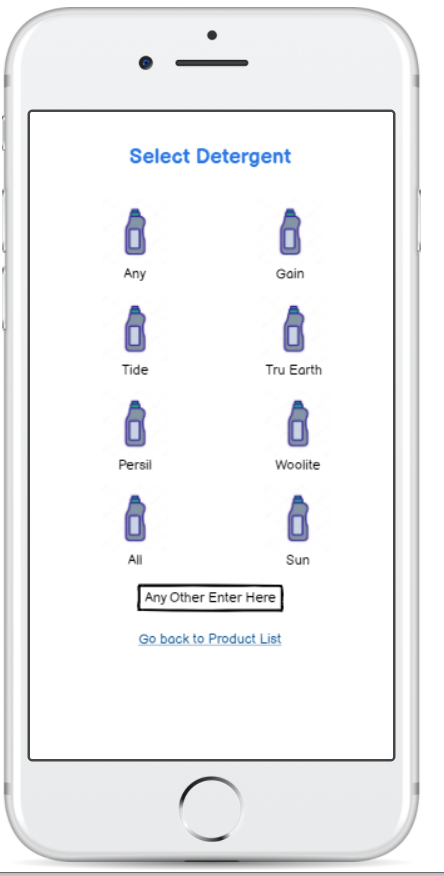 Select Detergent
Any Gain
Tide Tru Earth
Persil Woolite
All Sun
Any Other Enter Here
Go back to Product List